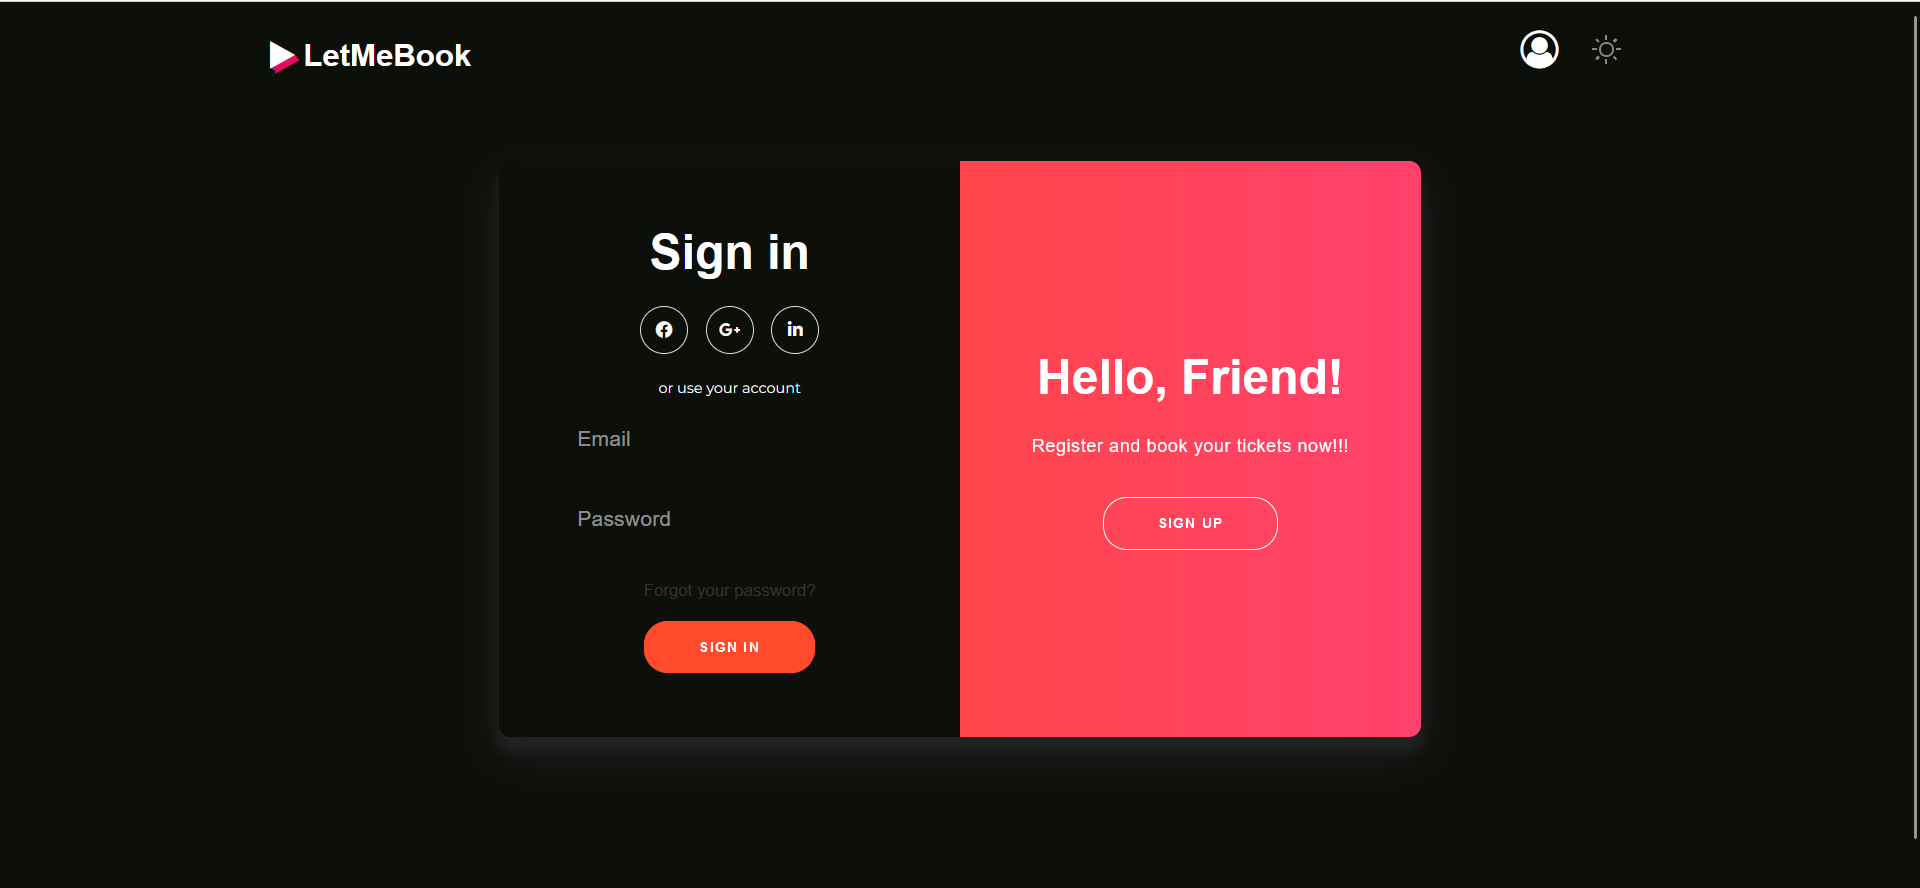 LetMeBook
Sign in
G+
in
or use your account
Email
Password
Forgot your password?
SIGN IN
Hello, Friend!
Register and book your tickets now!!!
SIGN UP